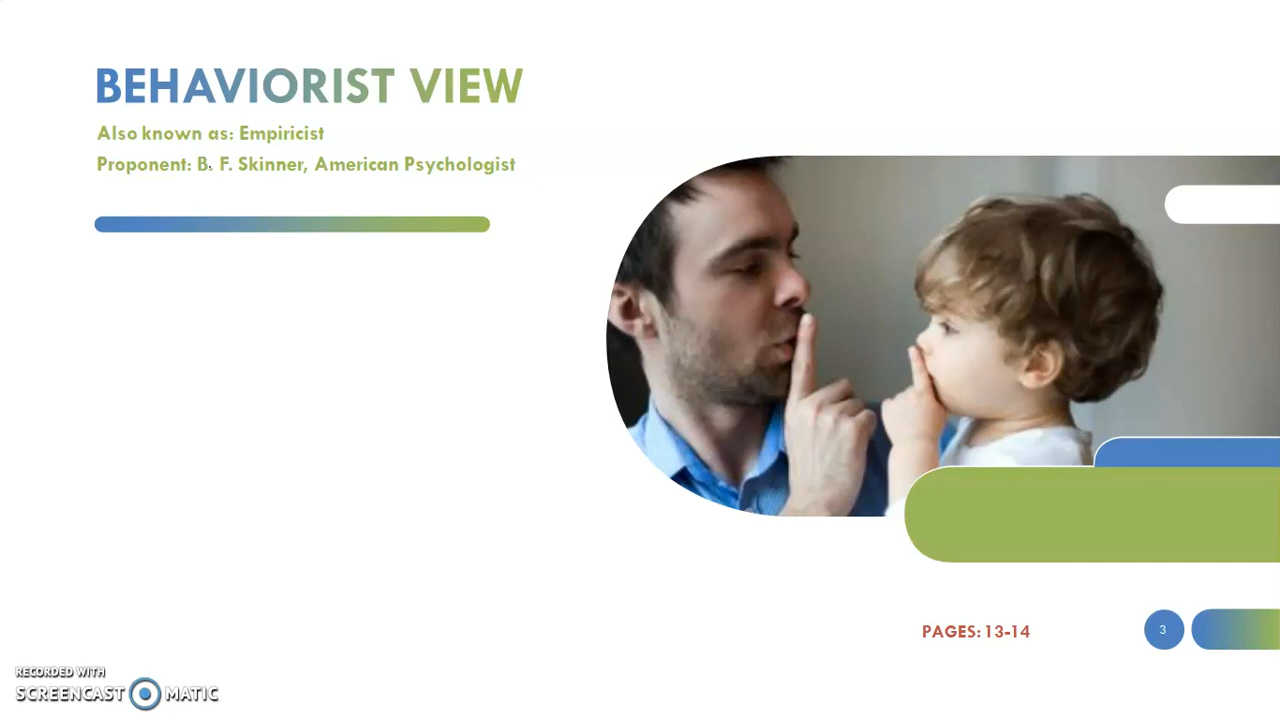 BEHAVIORIST VIEW
Also known as: Empiricist
Proponent: B. F. Skinner, American Psychologist
PAGES: 13-14
3
RECORDED WITH
SCREENCAST MATIC